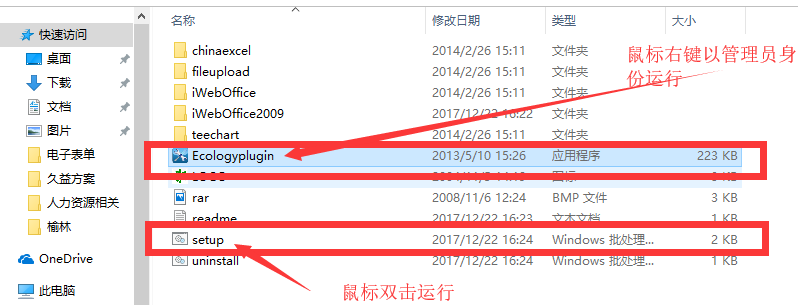 名称 修改日期 类型 大小
快速访问
桌面
下载
文档
图片
电子表单
久益方案
人力资源相关
榆林
OneDrive
此电脑
chinaexcel 2014/2/26 15:11 文件夹
fileupload 2014/2/26 15:11 文件夹
iWebOffice 2014/2/26 15:11 文件夹
iWebOffice2009 2017/12/22 16:22 文件夹
teechart 2014/2/26 15:11 文件夹
Ecologyplugin 2013/5/10 15:26 应用程序 223 KB
图标
rar 2008/11/6 12:24 BMP 文件 3 KB
readme 2017/12/22 16:23 文本文档 1 KB
setup 2017/12/22 16:24 Windows 批处理... 2 KB
uninstall 2017/12/22 16:24 Windows 批处理... 1 KB
鼠标右键以管理员身
份运行
鼠标双击运行